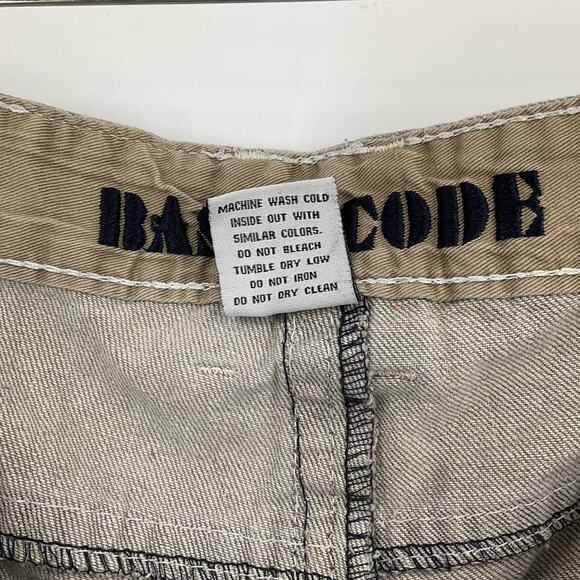 BA CODE
MACHINE WASH COLD
INSIDE OUT WITH
SIMILAR COLORS.
DO NOT BLEACH
TUMBLE DRY LOW
DO NOT IRON
DO NOT DRY CLEAN